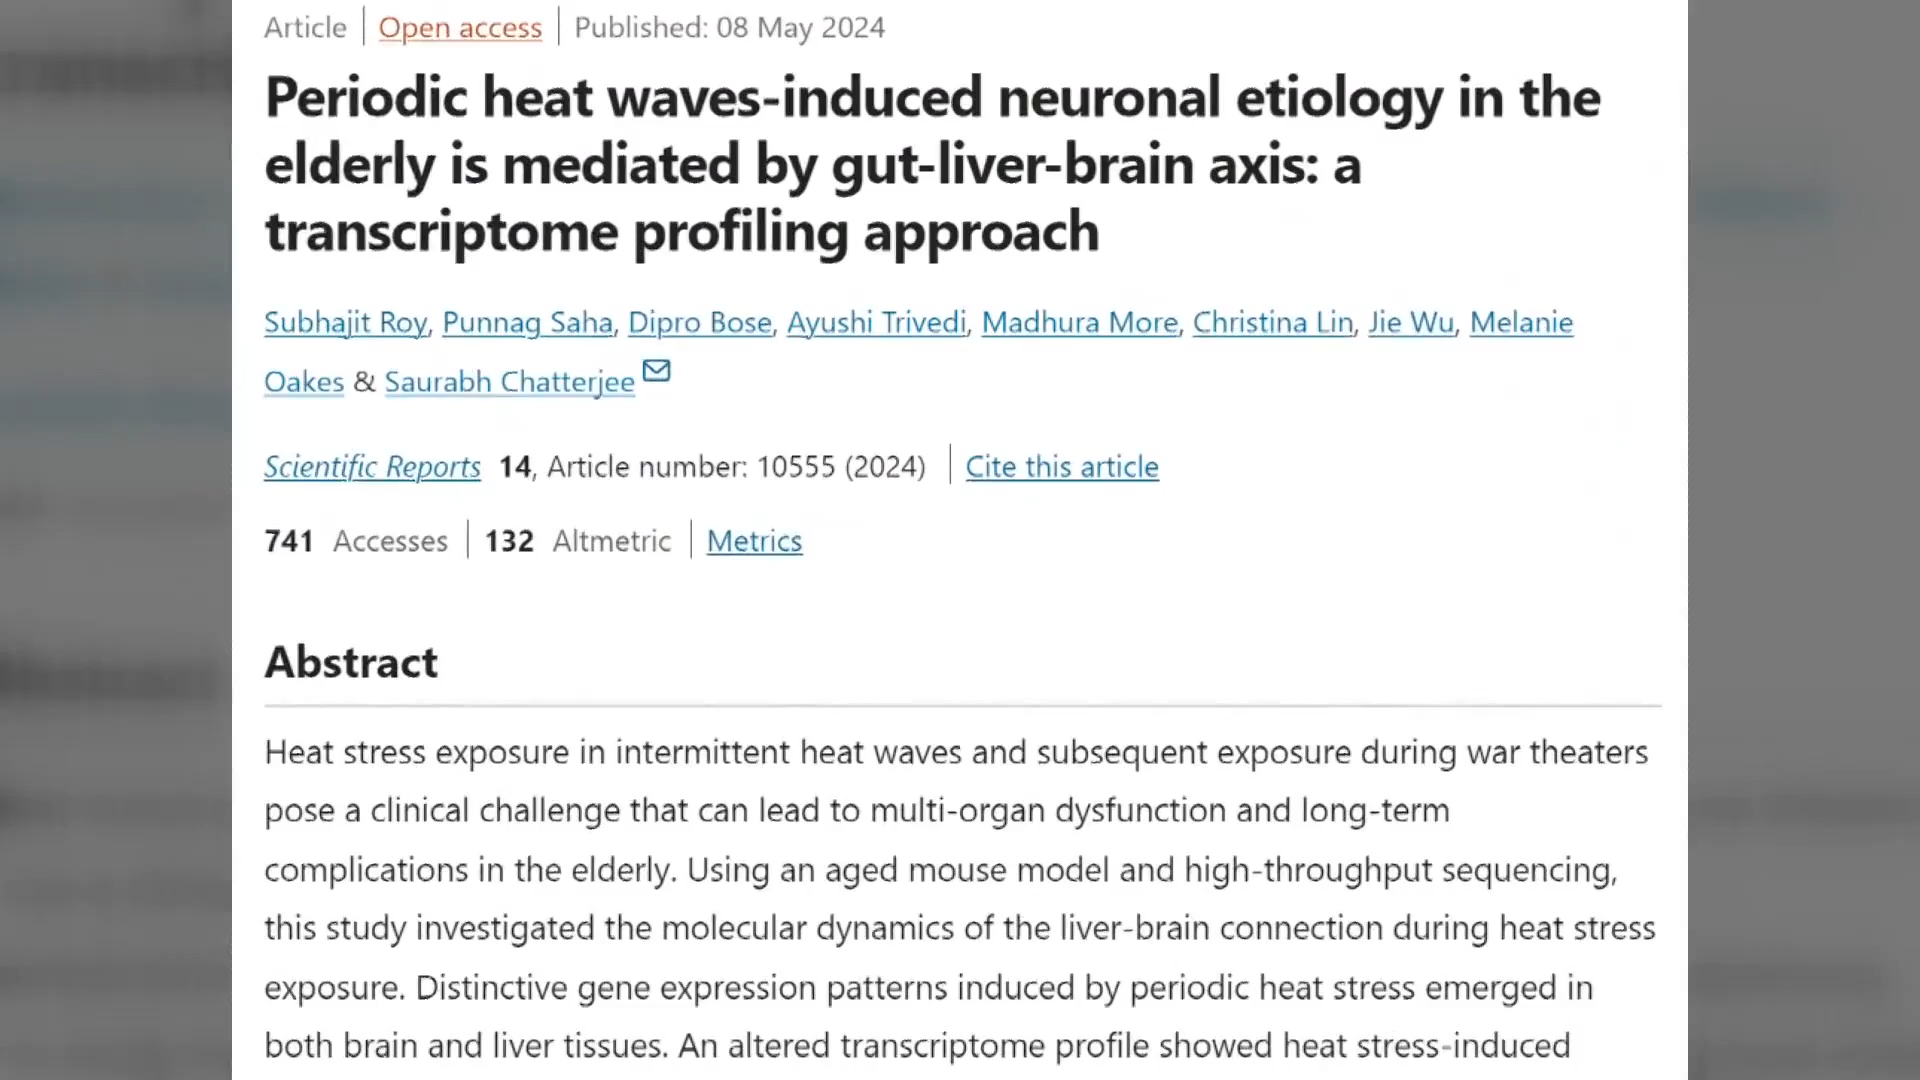 Article | Open access | Published: 08 May 2024
Periodic heat waves-induced neuronal etiology in the
elderly is mediated by gut-liver-brain axis: a
transcriptome profiling approach
Subhajit Roy, Punnag Saha, Dipro Bose, Ayushi Trivedi, Madhura More, Christina Lin, Jie Wu, Melanie
Oakes & Saurabh Chatterjee
Scientific Reports 14, Article number: 10555 (2024) | Cite this article
741 Accesses | 132 Altmetric | Metrics
Abstract
Heat stress exposure in intermittent heat waves and subsequent exposure during war theaters
pose a clinical challenge that can lead to multi-organ dysfunction and long-term
complications in the elderly. Using an aged mouse model and high-throughput sequencing,
this study investigated the molecular dynamics of the liver-brain connection during heat stress
exposure. Distinctive gene expression patterns induced by periodic heat stress emerged in
both brain and liver tissues. An altered transcriptome profile showed heat stress-induced